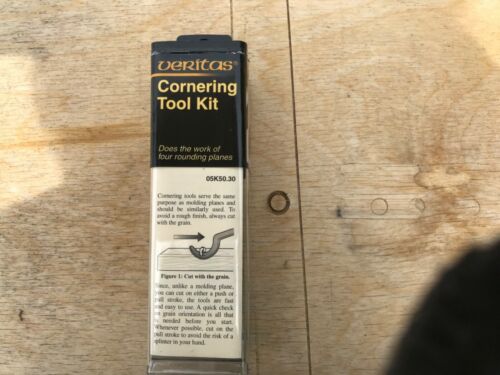 veritas®
Cornering
Tool Kit
Does the work of
four rounding planes
05K50.30
Cornering tools serve the same
purpose as molding planes and
should be similarly used. To
avoid a rough finish, always cut
with the grain.
Figure 1: Cut with the grain.
Since, unlike a molding plane,
you can cut on either a push or
pull stroke, the tools are fast
and easy to use. A quick check
on grain orientation is all that
is needed before you start.
Whenever possible, cut on the
pull stroke to avoid the risk of a
splinter in your hand.